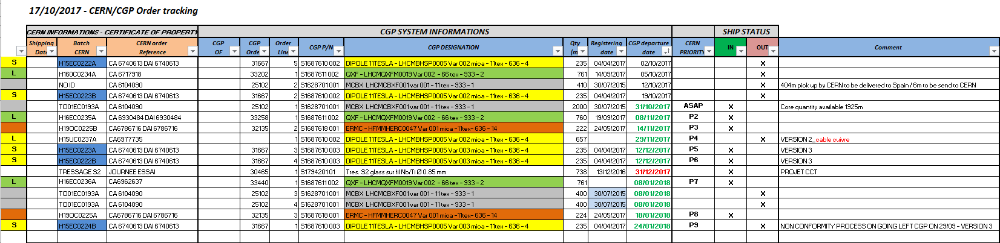 17/10/2017 - CERN/CGP Order tracking
CERN INFORMATIONS - CERTIFICATE OF PROPERTY CGP SYSTEM INFORMATIONS SHIP STATUS
Shipping Date Batch CERN CERN order Reference CGP OF CGP Orde Order Line CGP P/N CGP DESIGNATION Qty (m Registering date CGP departure date CERN PRIORITY IN OUT Comment
S H15EC0222A CA 6740613 DAI 6740613 31667 5 S1687610 002 DIPOLE 11TESLA - LHCMBHSP0005 Var 002 mica - 11tex - 636 - 4 235 04/04/2017 02/10/2017 X
L H16OC0234A CA 6717918 33202 1 S1687611 002 QXF - LHCMQXFM0019 Var 002 - 66 tex - 933 - 2 761 14/09/2017 05/10/2017 X
NO ID CA 6104090 25102 2 S1628701 001 MCBX LHCMCBXF001 var 001 - 11 tex - 933 - 1 410 30/07/2015 12/10/2017 X 404m pick up by CERN to be delivered to Spain / 6m to be send to CERN
S H15EC0223B CA 6740613 DAI 6740613 31667 2 S1687610 002 DIPOLE 11TESLA - LHCMBHSP0005 Var 002 mica - 11tex - 636 - 4 235 04/04/2017 19/10/2017 X
TO01EC0193A CA 6104090 25102 1 S1628701 001 MCBX LHCMCBXF001 var 001 - 11 tex - 933 - 1 2000 30/07/2015 31/10/2017 ASAP X Core quantity available 1925m
L H16EC0235A CA 6930484 DAI 6930484 33258 1 S1687611 002 QXF - LHCMQXFM0019 Var 002 - 66 tex - 933 - 2 760 19/09/2017 08/11/2017 P2 X
H19OC0225B CA6786716 DAI 6786716 32135 2 S1687618 001 ERMC - HFMMHERC0047 Var 001 mica -11tex- 636 - 14 222 24/05/2017 14/11/2017 P3 X
L H15UC0237A CA6977735 1 S1687610 002 DIPOLE 11TESLA - LHCMBHSP0005 Var 002 mica - 11tex - 636 - 4 657 29/11/2017 P4 X VERSION 2_cable cuivre
S H15EC0223A CA 6740613 DAI 6740613 31667 3 S1687610 003 DIPOLE 11TESLA - LHCMBHSP0005 Var 003 mica - 11tex - 636 - 4 235 04/04/2017 12/12/2017 P5 X VERSION 3
S H15EC0222B CA 6740613 DAI 6740613 31667 4 S1687610 003 DIPOLE 11TESLA - LHCMBHSP0005 Var 003 mica - 11tex - 636 - 4 235 04/04/2017 12/12/2017 P6 X VERSION 3
TRESSAGE S2 JOURNEE ESSAI 30465 1 S179420101 Tres. S2 glass sur fil Nb/Ti Ø 0.85 mm 738 13/12/2016 31/12/2017 X PROJET CCT
L H16EC0236A CA6962637 33440 1 S1687611 002 QXF - LHCMQXFM0019 Var 002 - 66 tex - 933 - 2 761 08/01/2018 P7 X
TO01EC0193A CA 6104090 25102 3 S1628701 001 MCBX LHCMCBXF001 var 001 - 11 tex - 933 - 1 400 30/07/2015 08/01/2018 X
TO01EC0193A CA 6104090 25102 4 S1628701 001 MCBX LHCMCBXF001 var 001 - 11 tex - 933 - 1 400 30/07/2015 08/01/2018 X
H19OC0225A CA6786716 DAI 6786716 32135 3 S1687618 001 ERMC - HFMMHERC0047 Var 001 mica -11tex- 636 - 14 224 24/05/2017 18/01/2018 P8 X
S H15EC0224B CA 6740613 DAI 6740613 31667 1 S1687610 003 DIPOLE 11TESLA - LHCMBHSP0005 Var 003 mica - 11tex - 636 - 4 235 04/04/2017 24/01/2018 P9 X NON CONFORMITY PROCESS ON GOING LEFT CGP ON 29/09 - VERSION 3